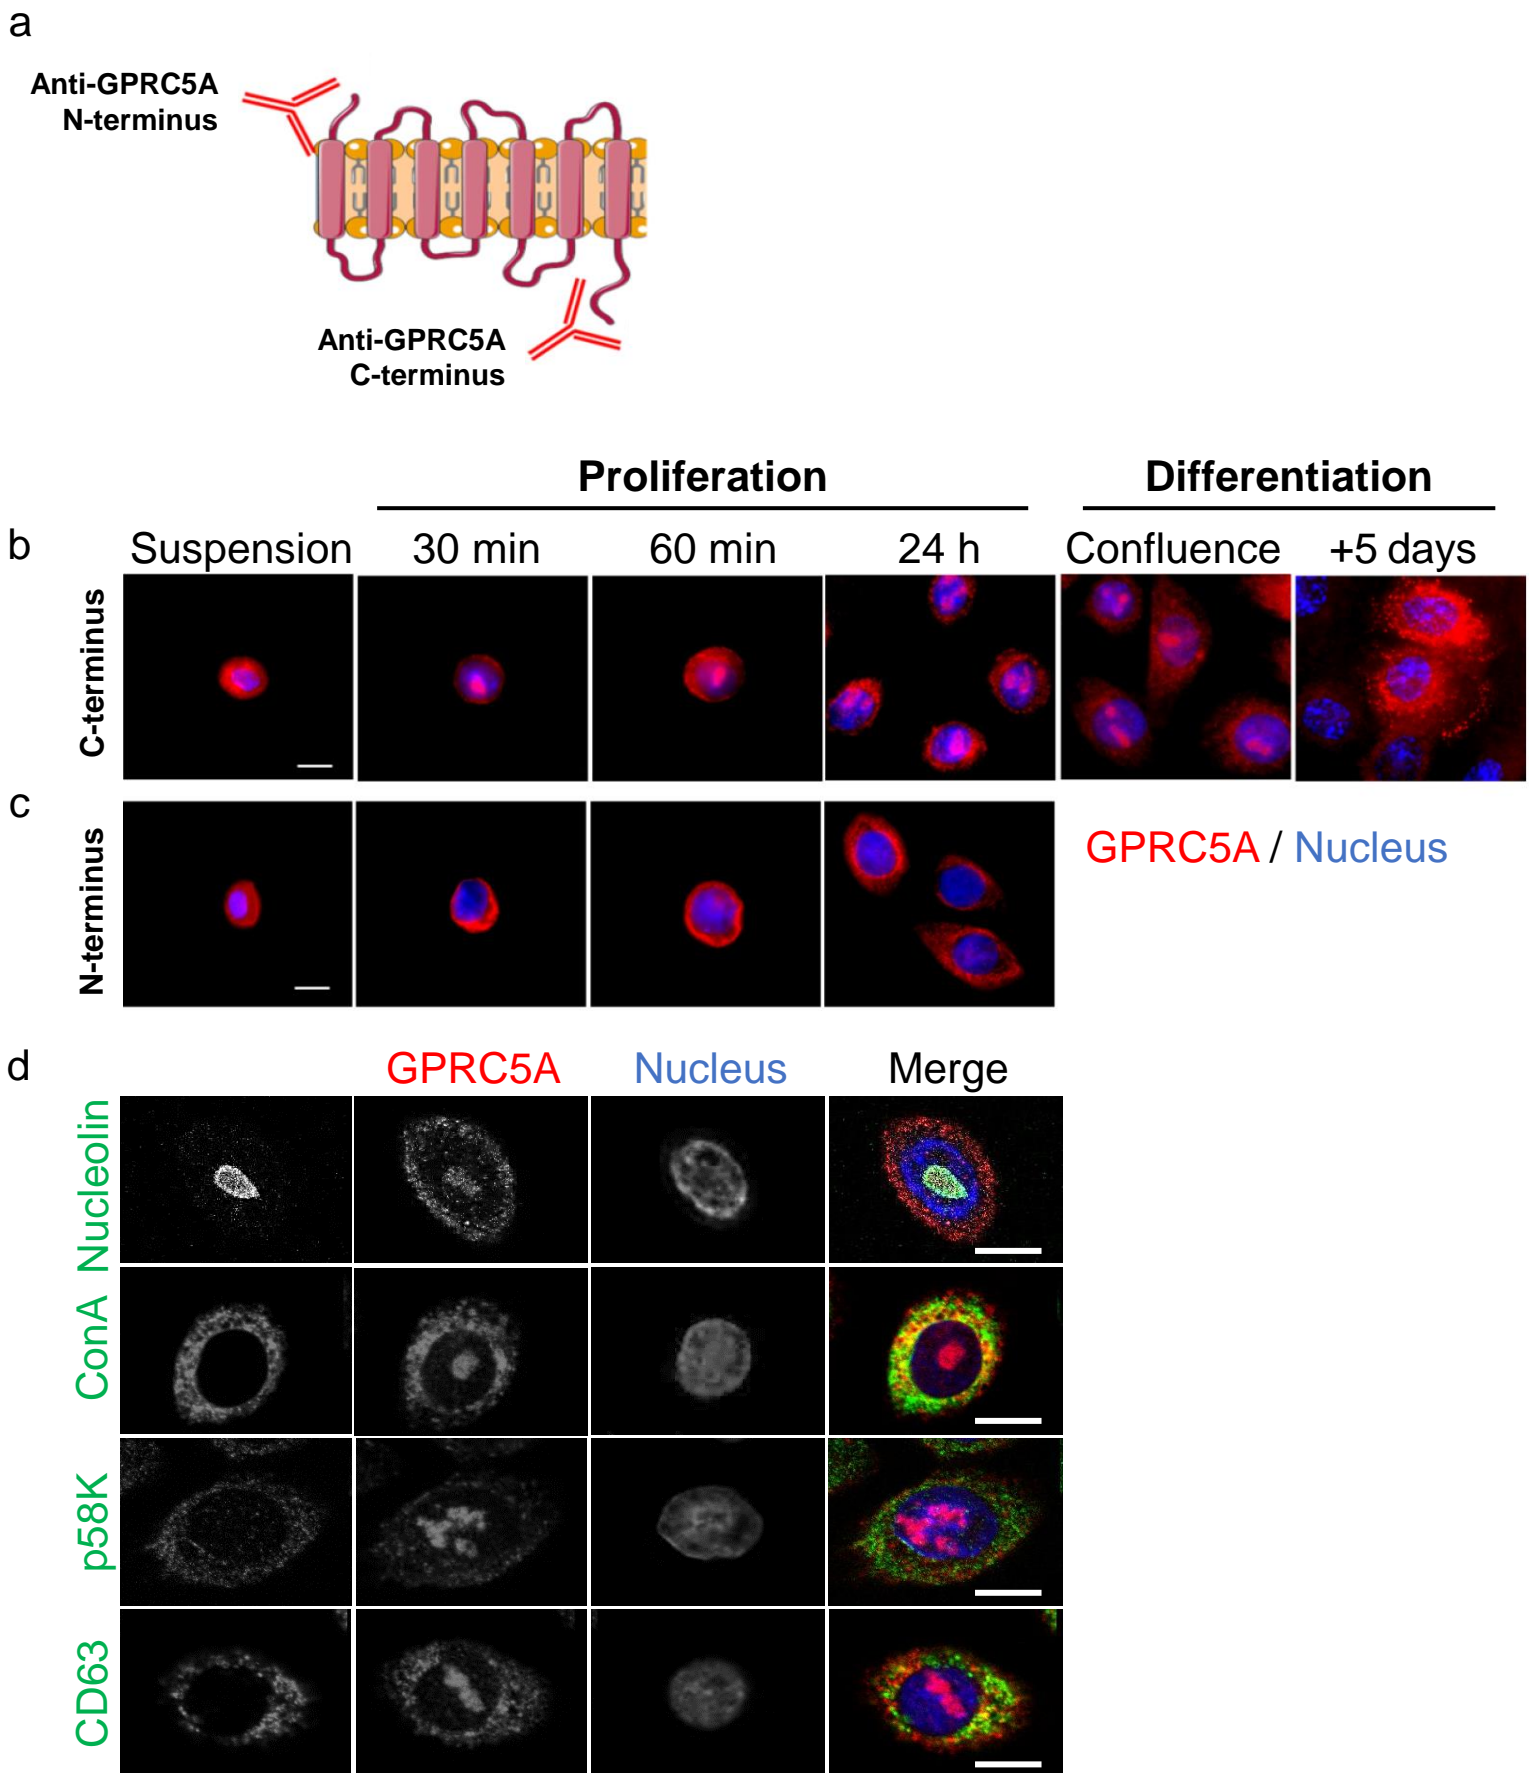 a
Anti-GPRC5A
N-terminus
Anti-GPRC5A
C-terminus
Proliferation
Differentiation
b
Suspension
30 min
60 min
24 h
Confluence
+5 days
C-terminus
c
N-terminus
GPRC5A / Nucleus
d
GPRC5A
Nucleus
Merge
Nucleolin
ConA
p58K
CD63